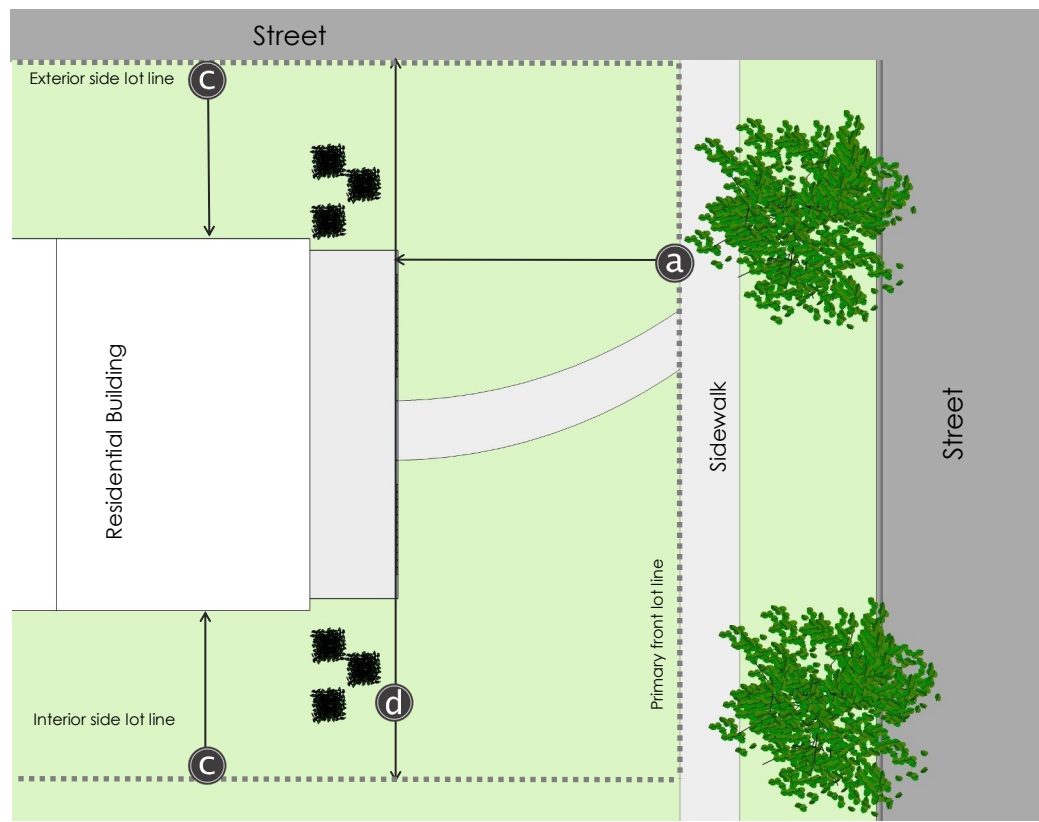 Street
Exterior side lot line
c
a
Residential Building
Sidewalk
Street
Primary front lot line
d
Interior side lot line
c